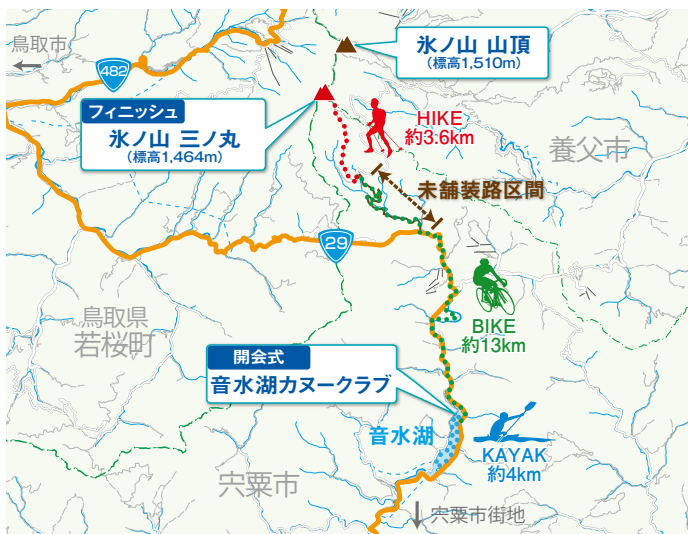 鳥取市
482
氷ノ山 山頂
(標高1,510m)
フィニッシュ
氷ノ山 三ノ丸
(標高1,464m)
HIKE
約3.6km
養父市
未舗装路区間
29
鳥取県
若桜町
BIKE
約13km
開会式
音水湖カヌークラブ
音水湖
KAYAK
約4km
宍粟市
宍粟市街地